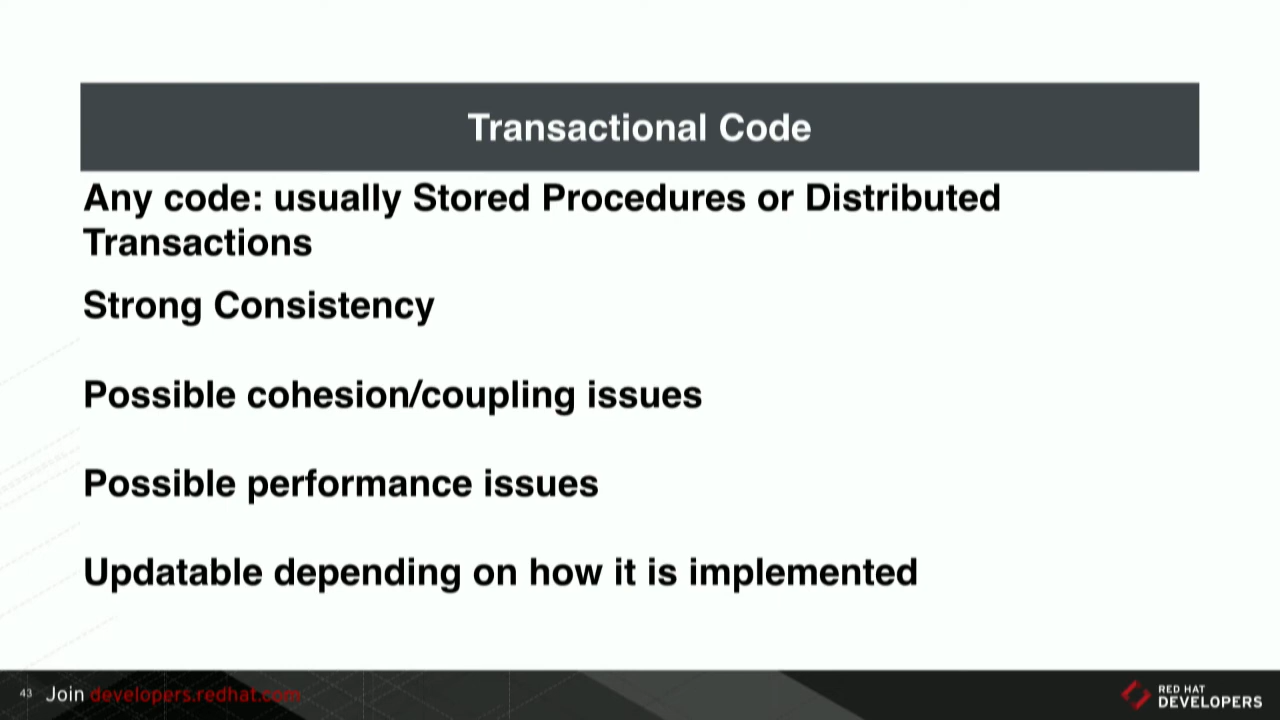 Transactional Code
Any code: usually Stored Procedures or Distributed
Transactions
Strong Consistency
Possible cohesion/coupling issues
Possible performance issues
Updatable depending on how it is implemented
43 Join developers.redhat.com
RED HAT
DEVELOPERS